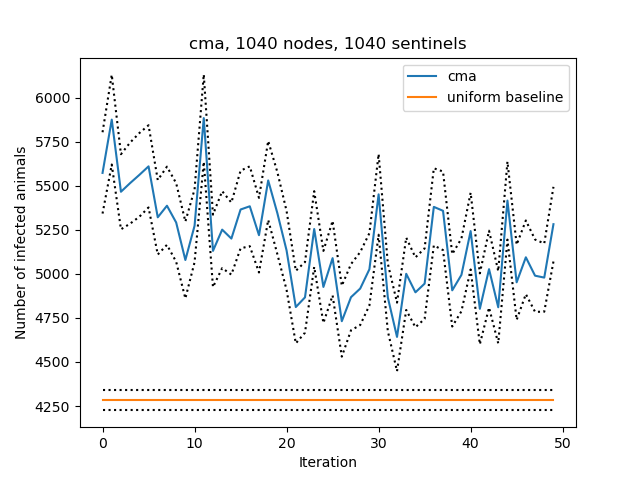 cma, 1040 nodes, 1040 sentinels
cma
uniform baseline
Number of infected animals
6000
5750
5500
5250
5000
4750
4500
4250
0 10 20 30 40 50
Iteration